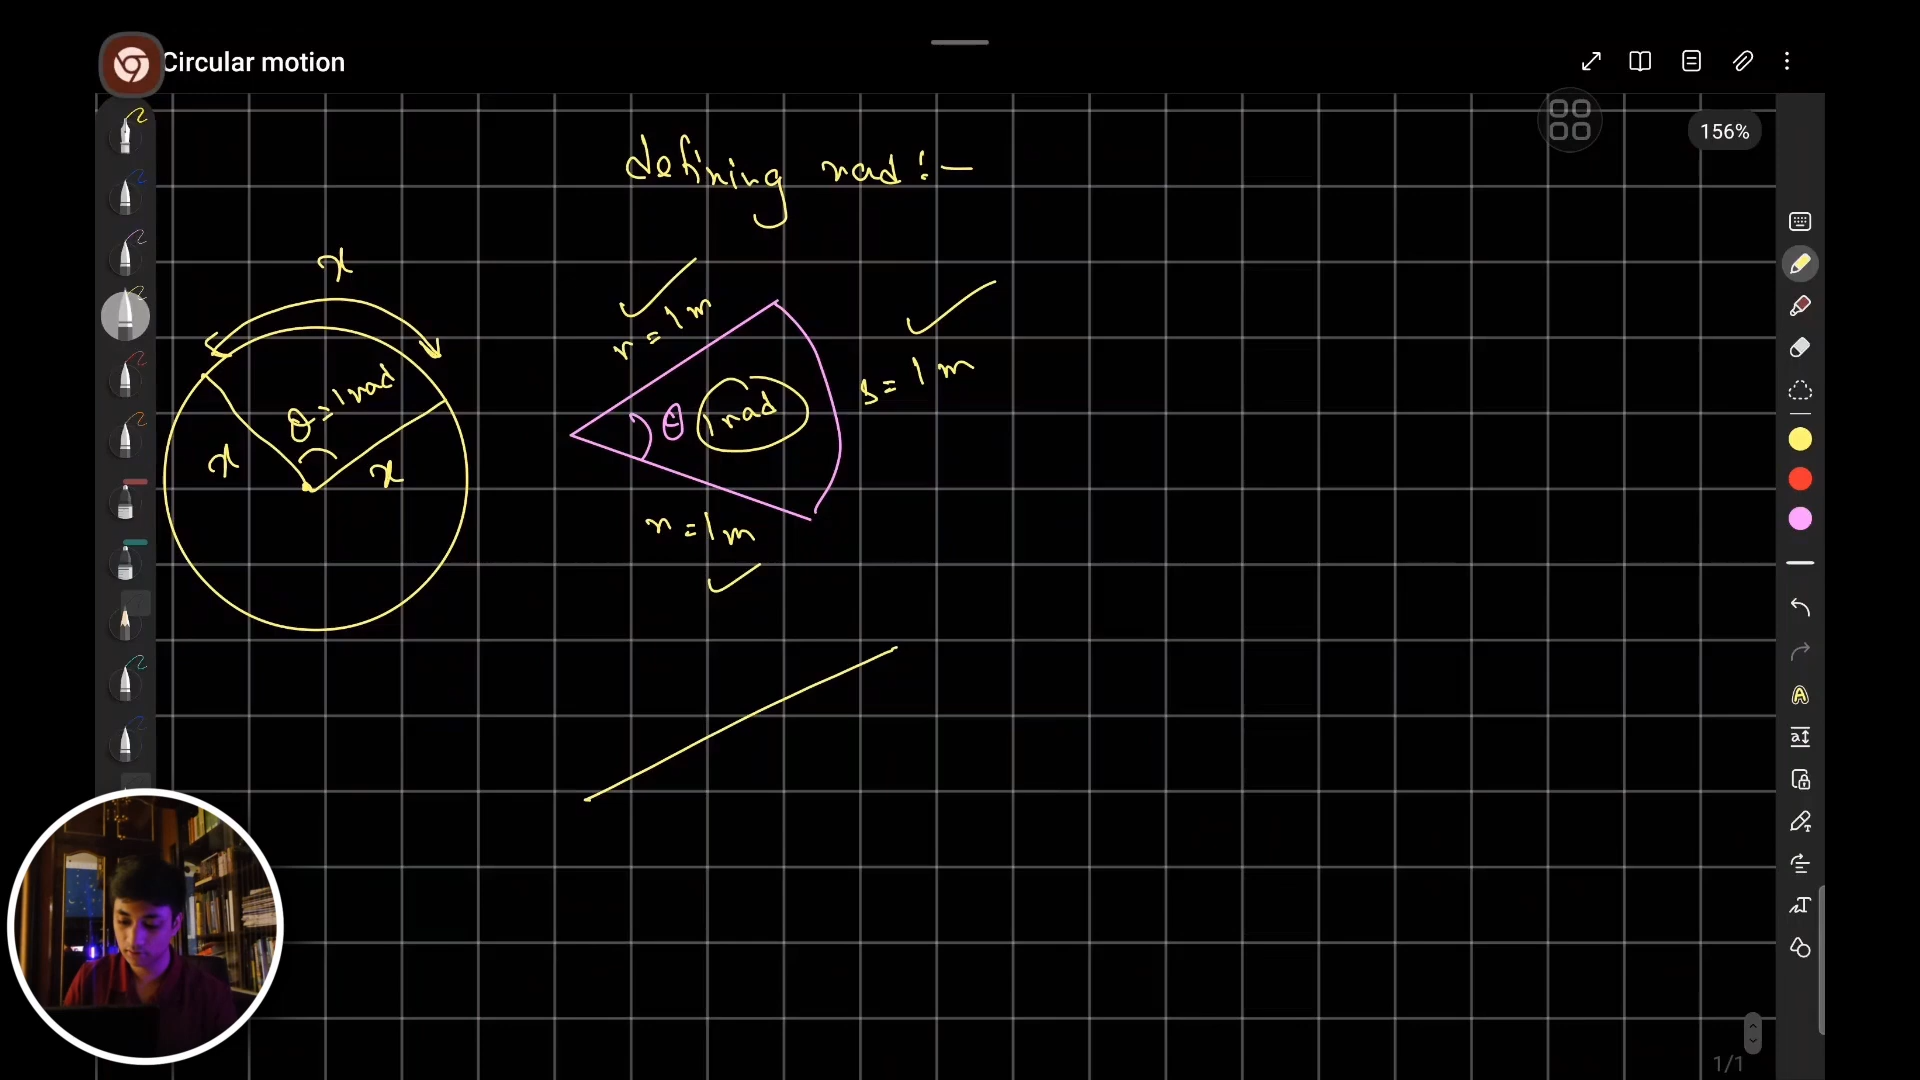 Circular motion
156%
defining rad :-
x
r = 1 m
s = 1 m
θ = 1 rad
θ 1 rad
x
x
r = 1 m
1/1